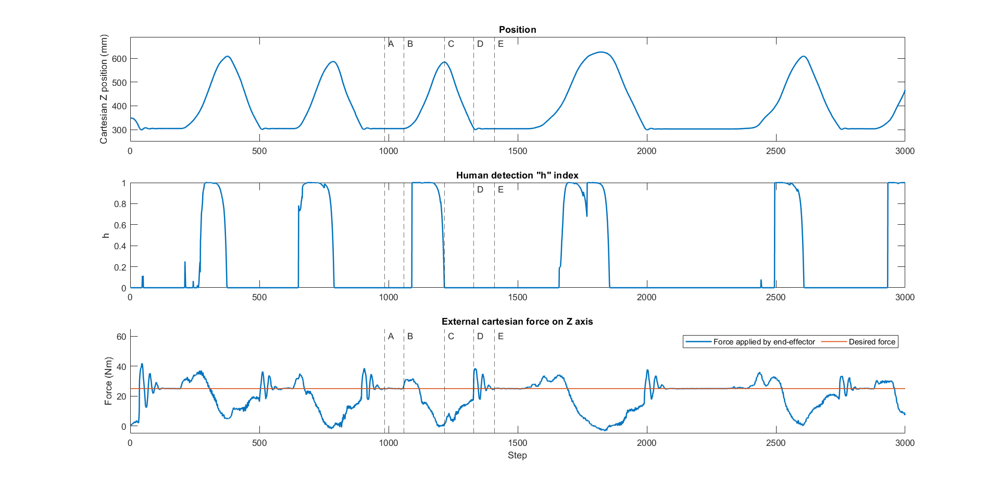 Position
Cartesian Z position (mm)
600
500
400
300
A B C D E
0 500 1000 1500 2000 2500 3000
Human detection "h" index
h
1
0.8
0.6
0.4
0.2
0
D E
0 500 1000 1500 2000 2500 3000
External cartesian force on Z axis
Force (Nm)
60
40
20
0
A B C D E
Force applied by end-effector Desired force
0 500 1000 1500 2000 2500 3000
Step